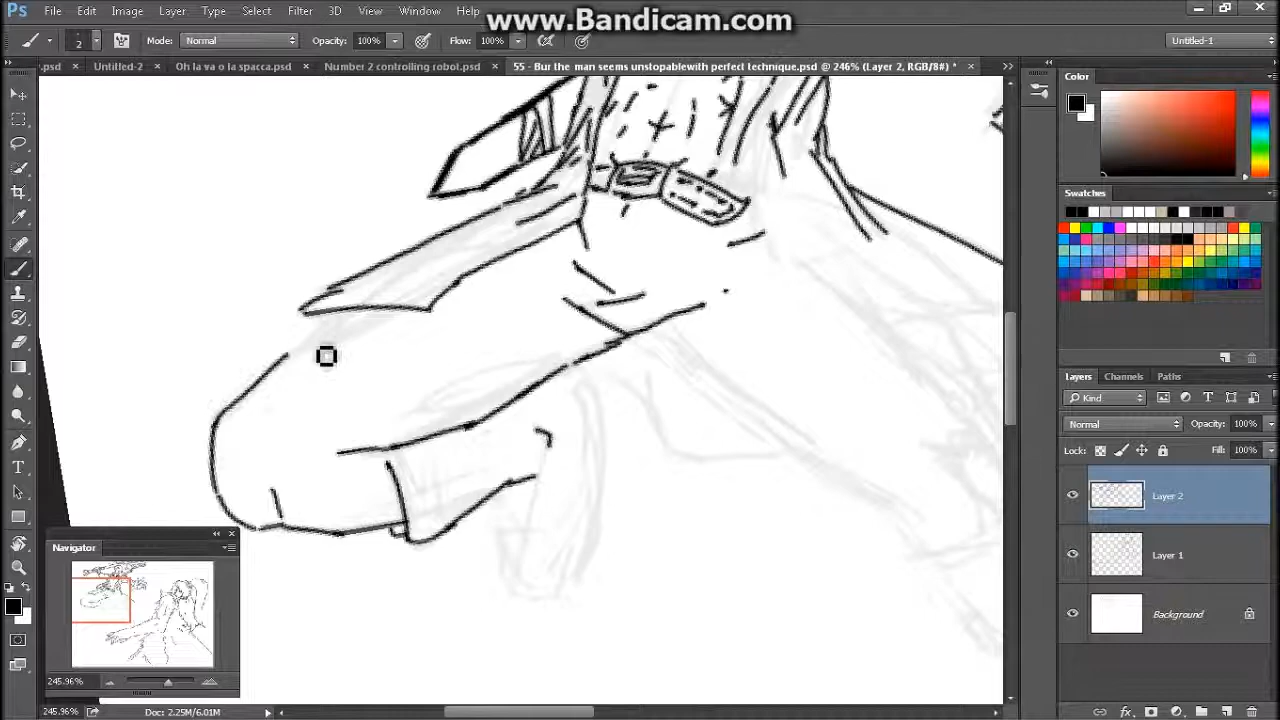 www.Bandicam.com
Ps File Edit Image Layer Type Select Filter 3D View Window Help
2 Mode: Normal Opacity: 100% Flow: 100% Untitled-1
.psd × Untitled-2 × Oh la va o la spacca.psd × Number 2 controlling robot.psd × 55 - Bur the man seems unstopablewith perfect technique.psd @ 246% (Layer 2, RGB/8#) * ×
Color
Swatches
Layers Channels Paths
Kind
Normal Opacity: 100%
Lock: Fill: 100%
Layer 2
Layer 1
Background
Navigator
245.96%
245.96% Doc: 2.25M/6.01M